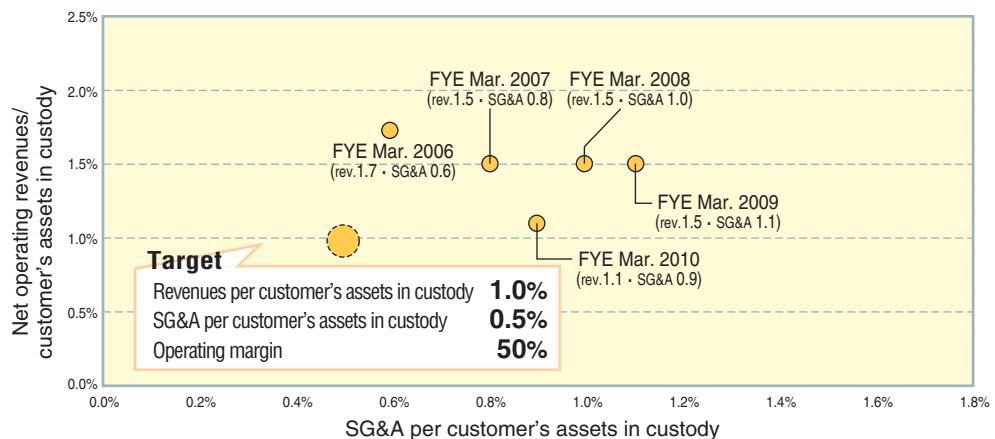 Net operating revenues/
customer's assets in custody
2.5%
2.0%
1.5%
1.0%
0.5%
0.0%
FYE Mar. 2007
(rev.1.5・SG&A 0.8)
FYE Mar. 2008
(rev.1.5・SG&A 1.0)
FYE Mar. 2006
(rev.1.7・SG&A 0.6)
FYE Mar. 2009
(rev.1.5・SG&A 1.1)
FYE Mar. 2010
(rev.1.1・SG&A 0.9)
Target
Revenues per customer's assets in custody 1.0%
SG&A per customer's assets in custody 0.5%
Operating margin 50%
0.0% 0.2% 0.4% 0.6% 0.8% 1.0% 1.2% 1.4% 1.6% 1.8%
SG&A per customer's assets in custody